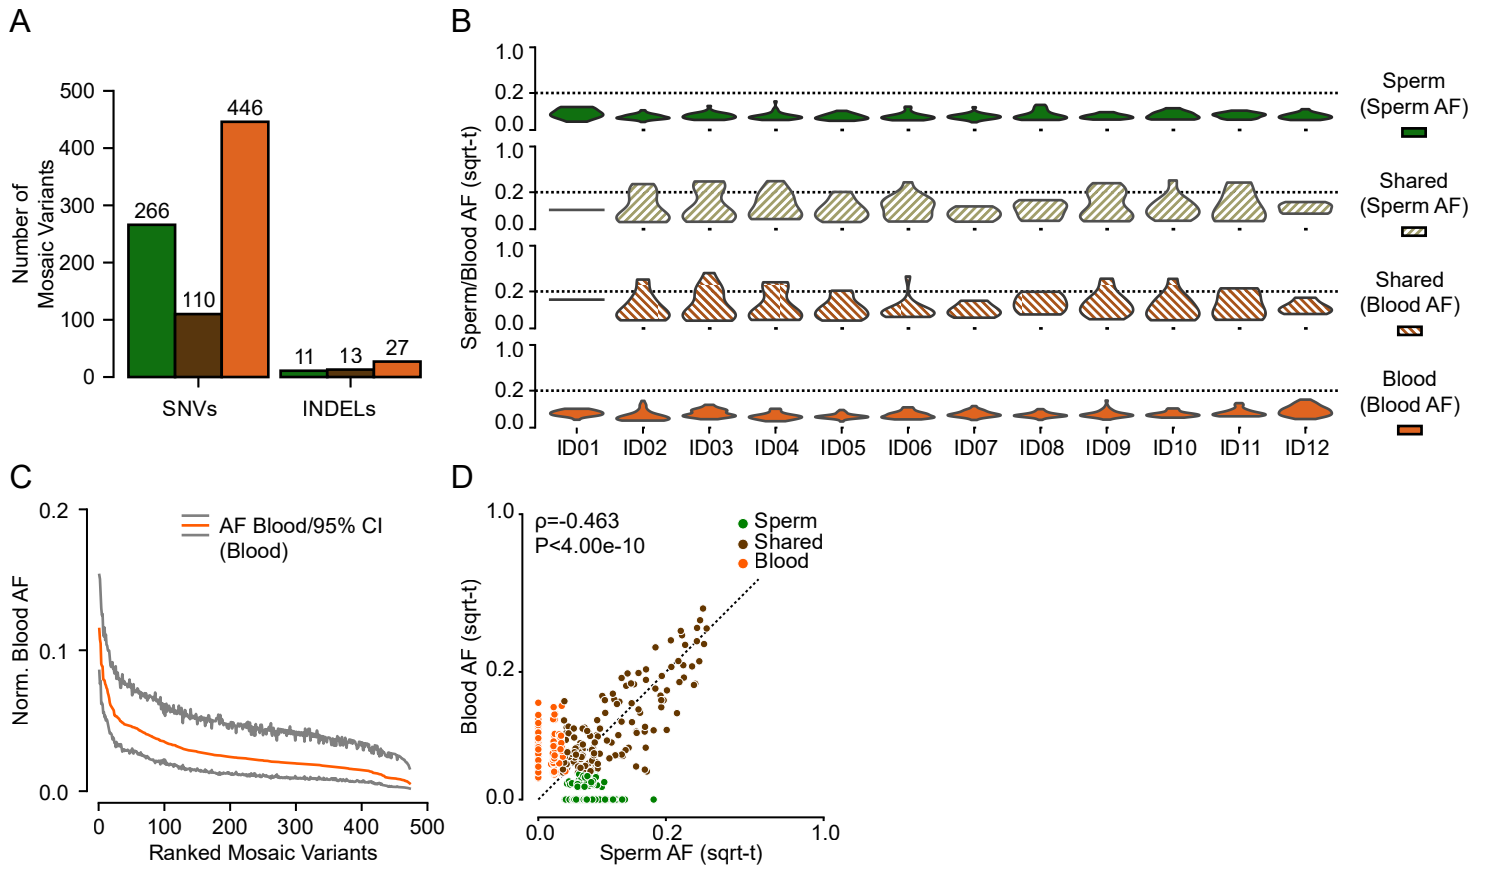 A
Number of
Mosaic Variants
500
400
300
200
100
0
266
110
446
11
13
27
SNVs
INDELs
B
Sperm/Blood AF (sqrt-t)
1.0
0.2
0.0
1.0
0.2
0.0
1.0
0.2
0.0
1.0
0.2
0.0
Sperm
(Sperm AF)
Shared
(Sperm AF)
Shared
(Blood AF)
Blood
(Blood AF)
ID01 ID02 ID03 ID04 ID05 ID06 ID07 ID08 ID09 ID10 ID11 ID12
C
Norm. Blood AF
0.2
0.1
0.0
AF Blood/95% CI
(Blood)
0 100 200 300 400 500
Ranked Mosaic Variants
D
Blood AF (sqrt-t)
1.0
0.2
0.0
ρ=-0.463
P<4.00e-10
Sperm
Shared
Blood
0.0 0.2 1.0
Sperm AF (sqrt-t)